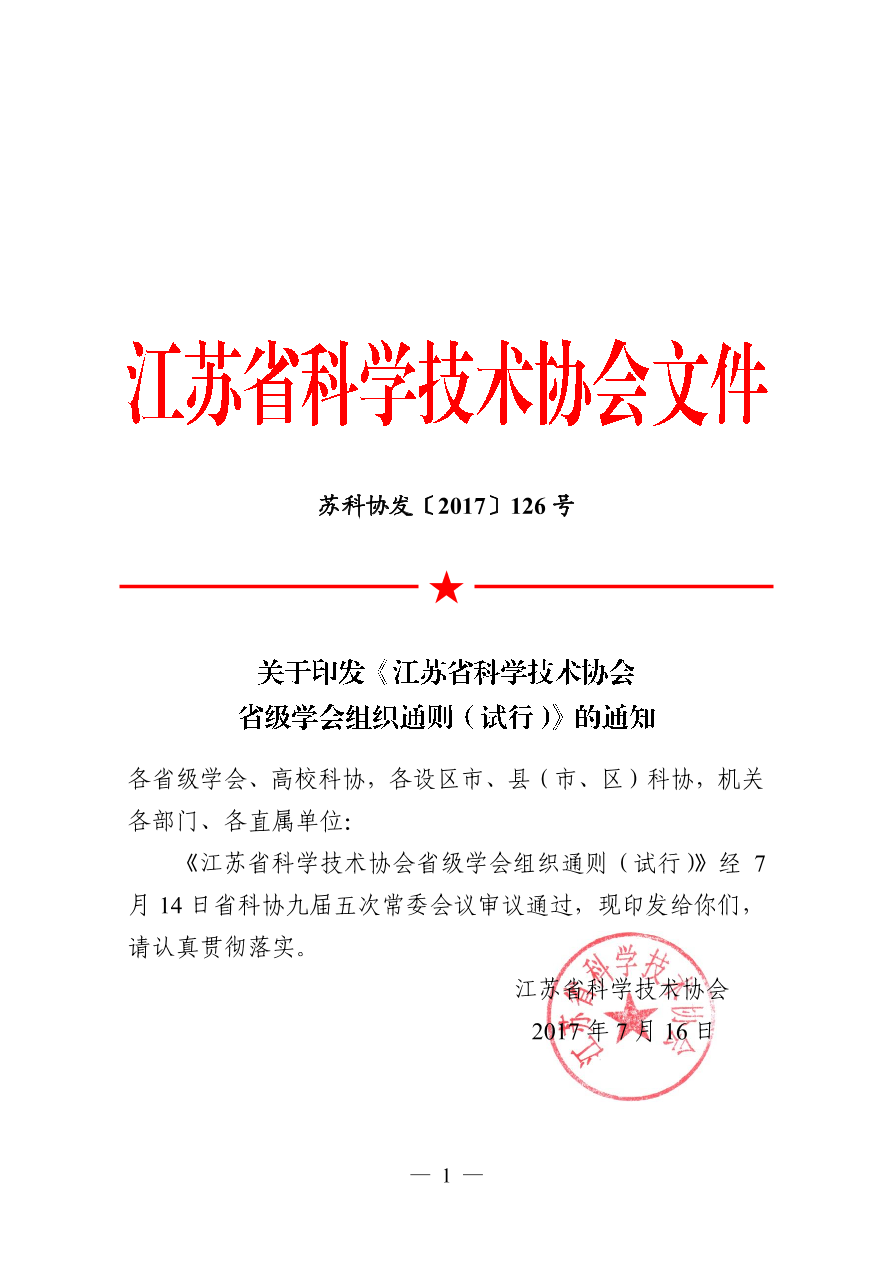 江苏省科学技术协会文件
苏科协发〔2017〕126 号
关于印发《江苏省科学技术协会
省级学会组织通则（试行）》的通知
各省级学会、高校科协，各设区市、县（市、区）科协，机关
各部门、各直属单位：
《江苏省科学技术协会省级学会组织通则（试行）》经 7
月 14 日省科协九届五次常委会议审议通过，现印发给你们，
请认真贯彻落实。
江苏省科学技术协会
2017 年 7 月 16 日
江苏省科学技术协会
— 1 —